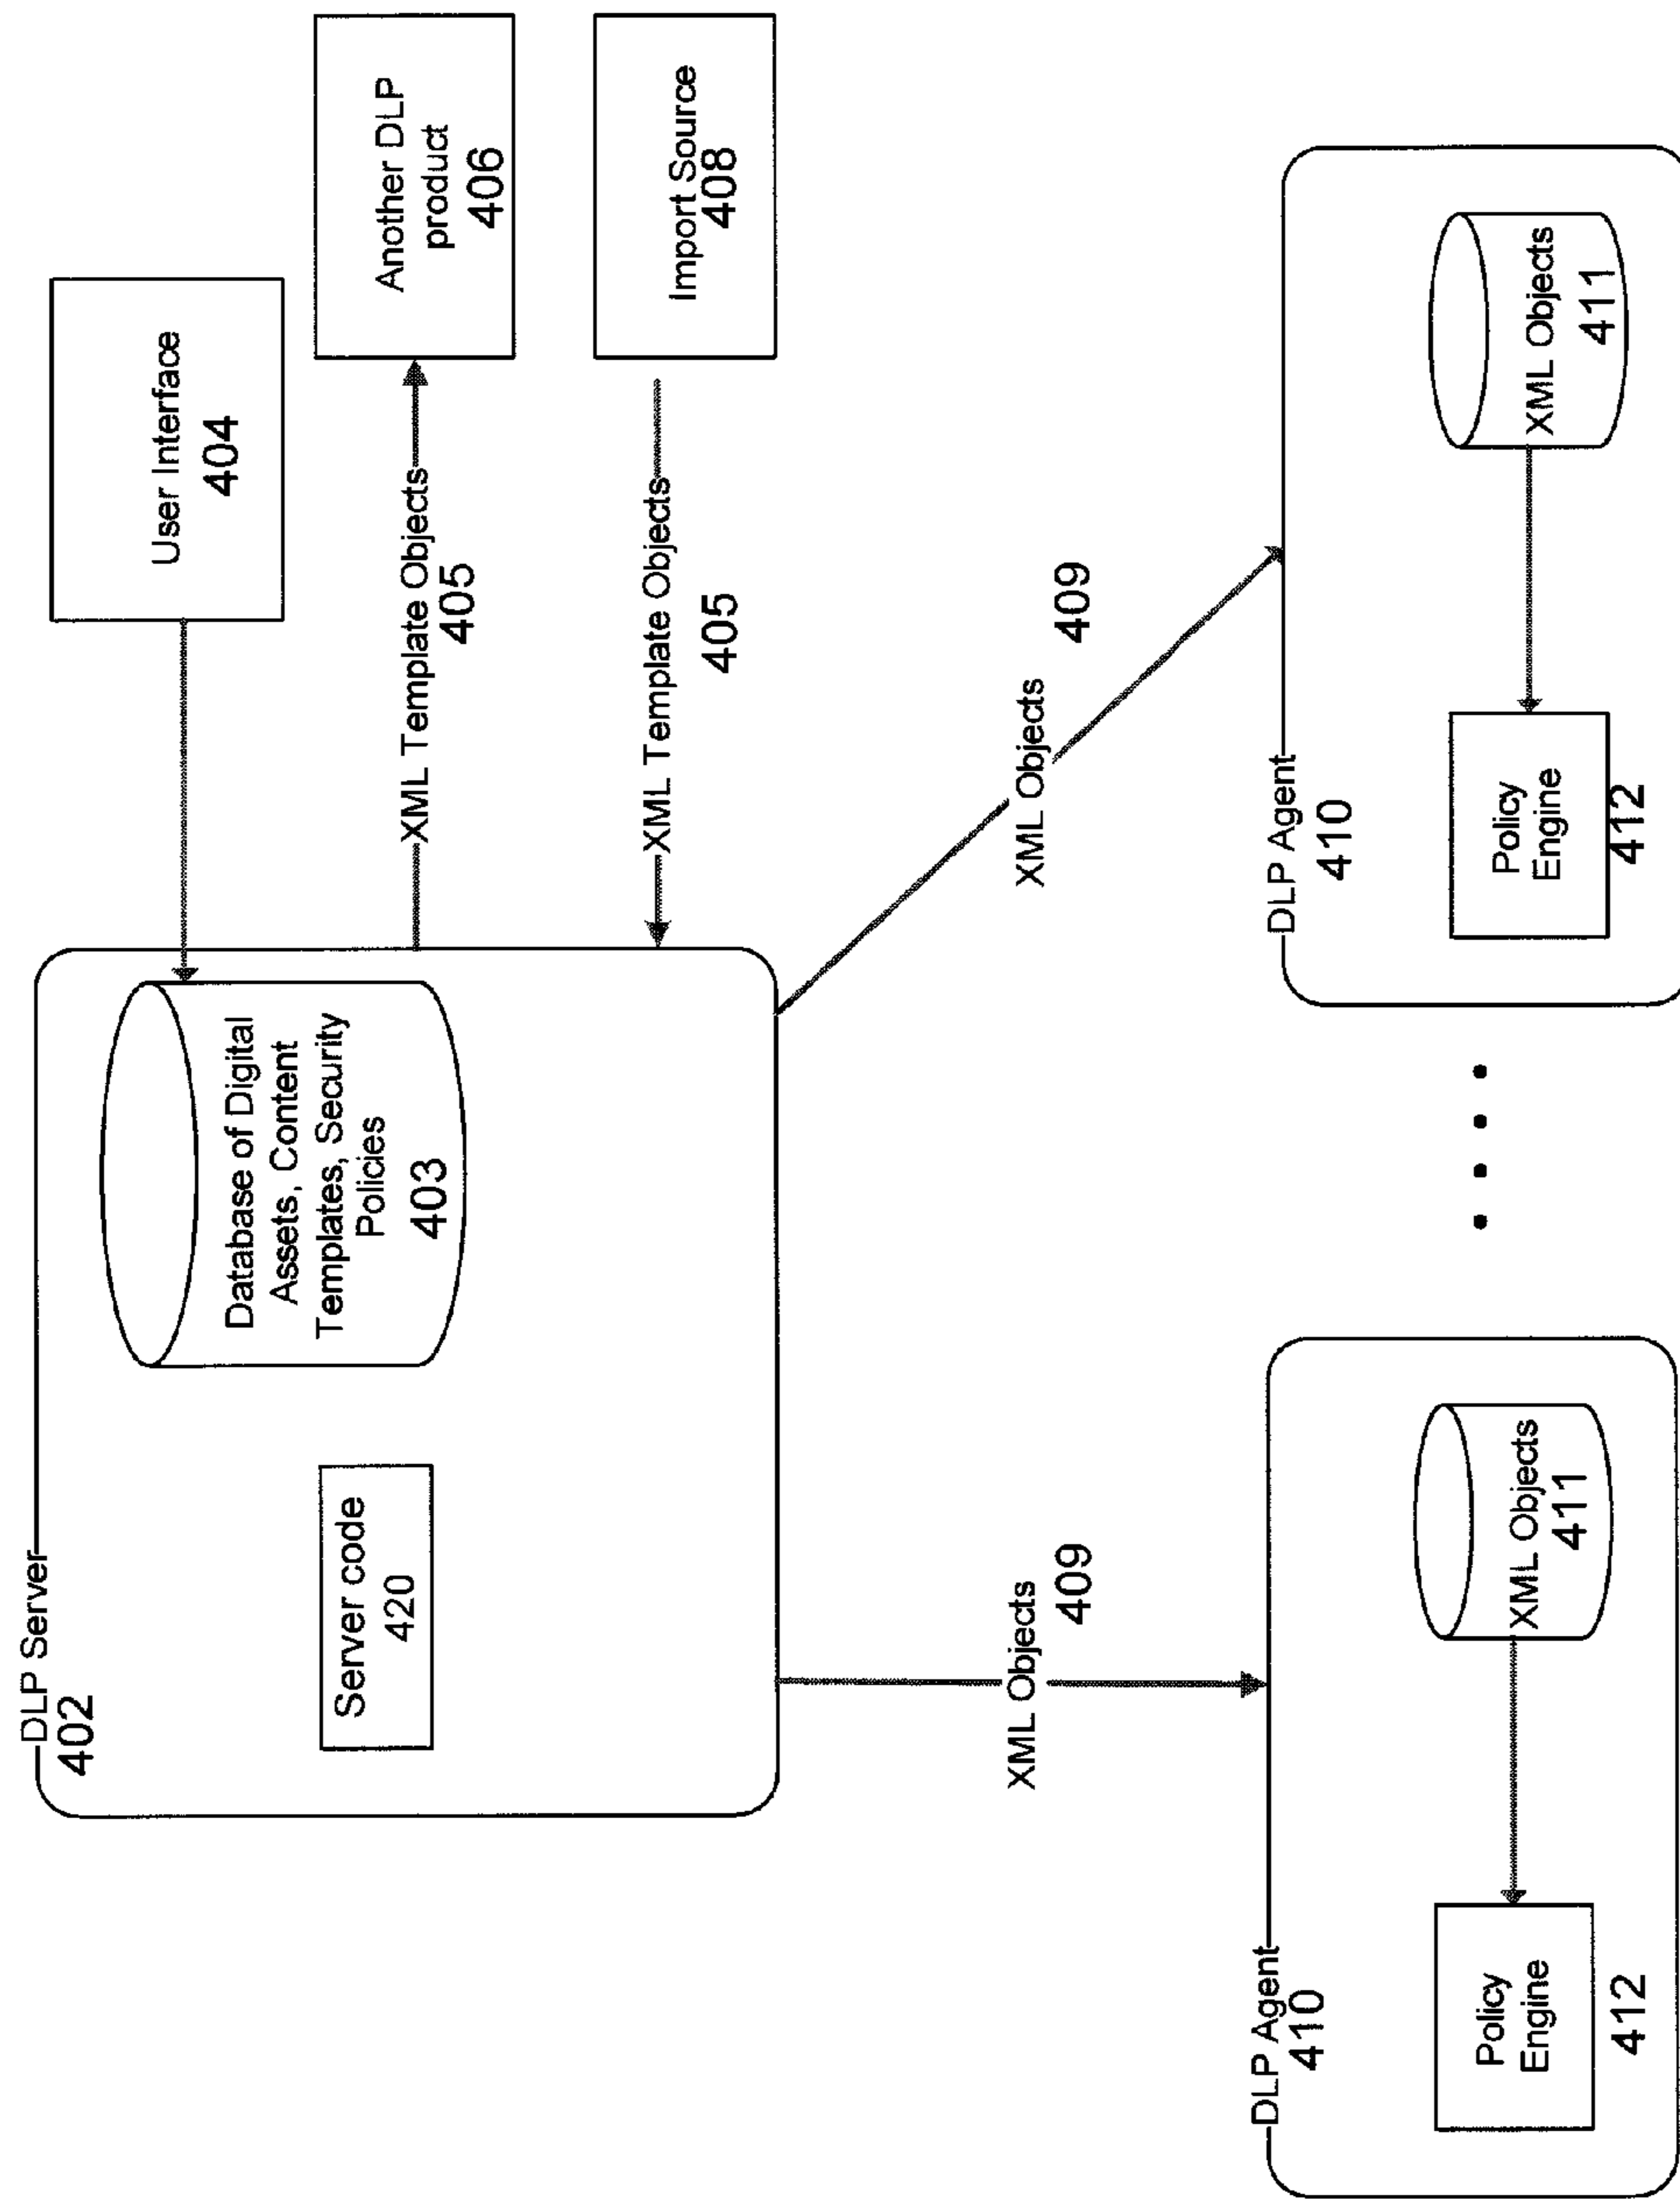 DLP Server
402
Server code
420
Database of Digital
Assets, Content
Templates, Security
Policies
403
User Interface
404
XML Template Objects
405
Another DLP
product
406
XML Template Objects
405
Import Source
408
XML Objects
409
XML Objects
409
DLP Agent
410
Policy
Engine
412
XML Objects
411
DLP Agent
410
Policy
Engine
412
XML Objects
411